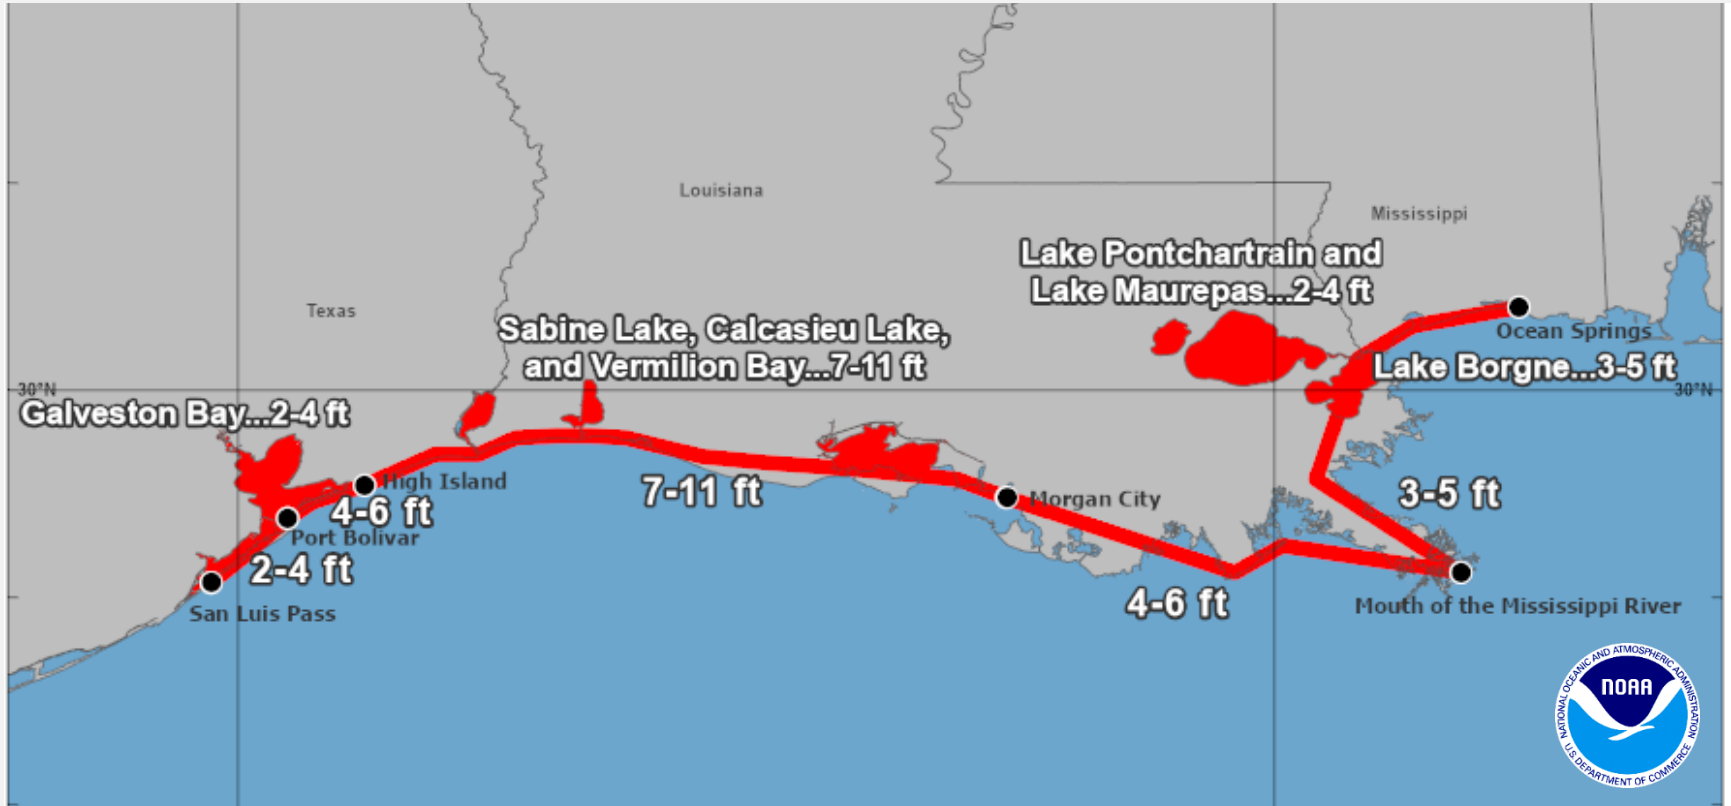 Louisiana
Mississippi
Lake Pontchartrain and
Lake Maurepas...2-4 ft
Texas
Sabine Lake, Calcasieu Lake,
and Vermilion Bay...7-11 ft
Ocean Springs
Lake Borgne...3-5 ft
30°N
30°N
Galveston Bay...2-4 ft
High Island
4-6 ft
7-11 ft
Morgan City
3-5 ft
Port Bolivar
2-4 ft
San Luis Pass
4-6 ft
Mouth of the Mississippi River
NATIONAL OCEANIC AND ATMOSPHERIC ADMINISTRATION
NOAA
U.S. DEPARTMENT OF COMMERCE